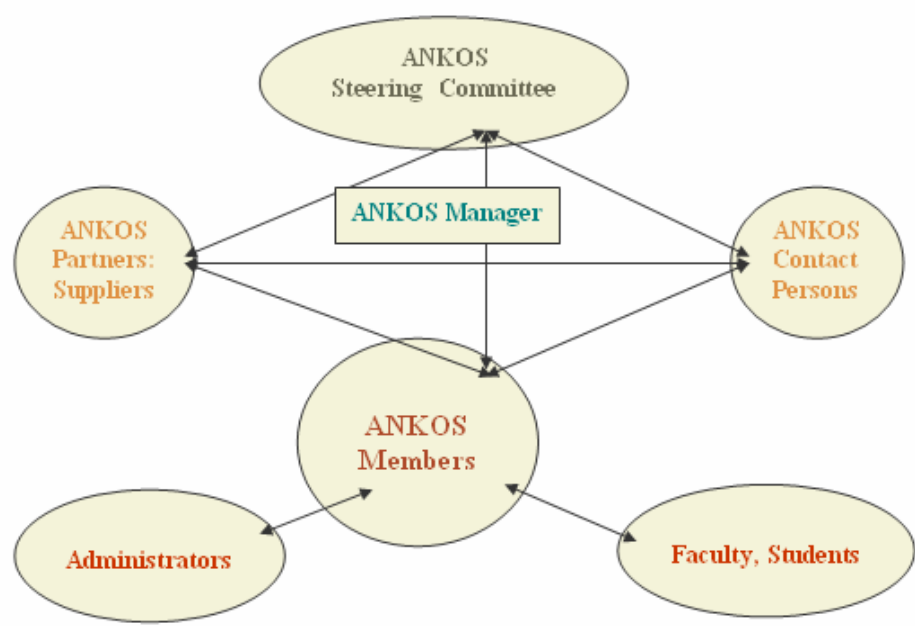 ANKOS
Steering Committee
ANKOS Manager
ANKOS
Partners:
Suppliers
ANKOS
Contact
Persons
ANKOS
Members
Administrators
Faculty, Students